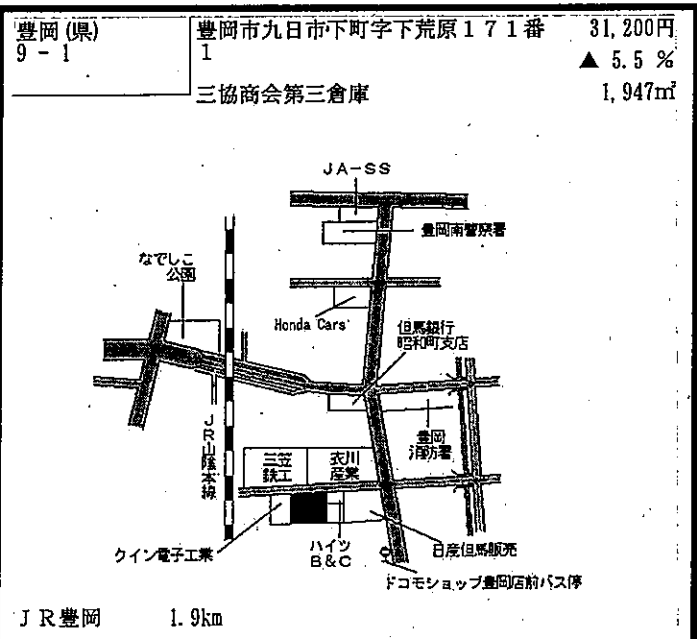 豊岡(県)
9 - 1
豊岡市九日市下町字下荒原171番
1
三協商会第三倉庫
31,200円
▲ 5.5 %
1,947㎡
JA-SS
豊岡南警察署
なでしこ
公園
Honda Cars
但馬銀行
昭和町支店
JR山陰本線
豊岡
消防署
三笠
鉄工
衣川
産業
クイン電子工業
ハイツ
B&C
日産但馬販売
ドコモショップ豊岡店前バス停
JR豊岡 1.9km